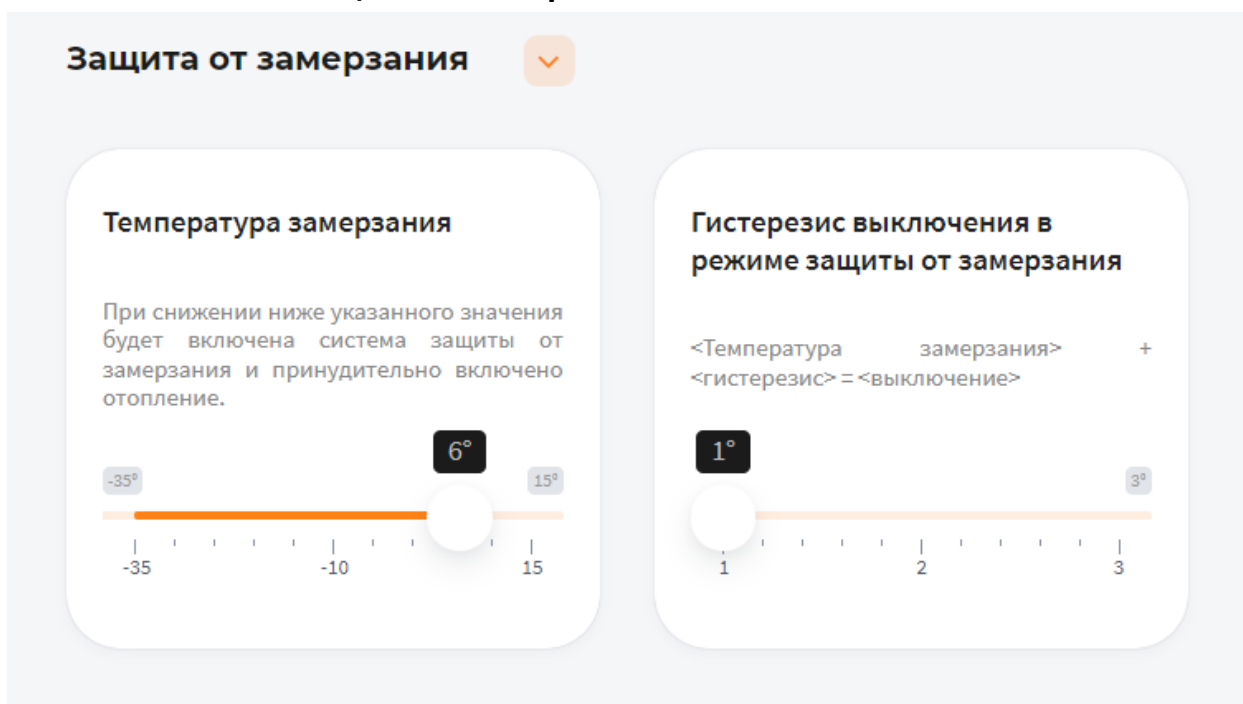 Защита от замерзания
Температура замерзания
При снижении ниже указанного значения
будет включена система защиты от
замерзания и принудительно включено
отопление.
6°
-35° 15°
-35 -10 15
Гистерезис выключения в
режиме защиты от замерзания
<Температура замерзания> +
<гистерезис> = <выключение>
1°
3°
1 2 3